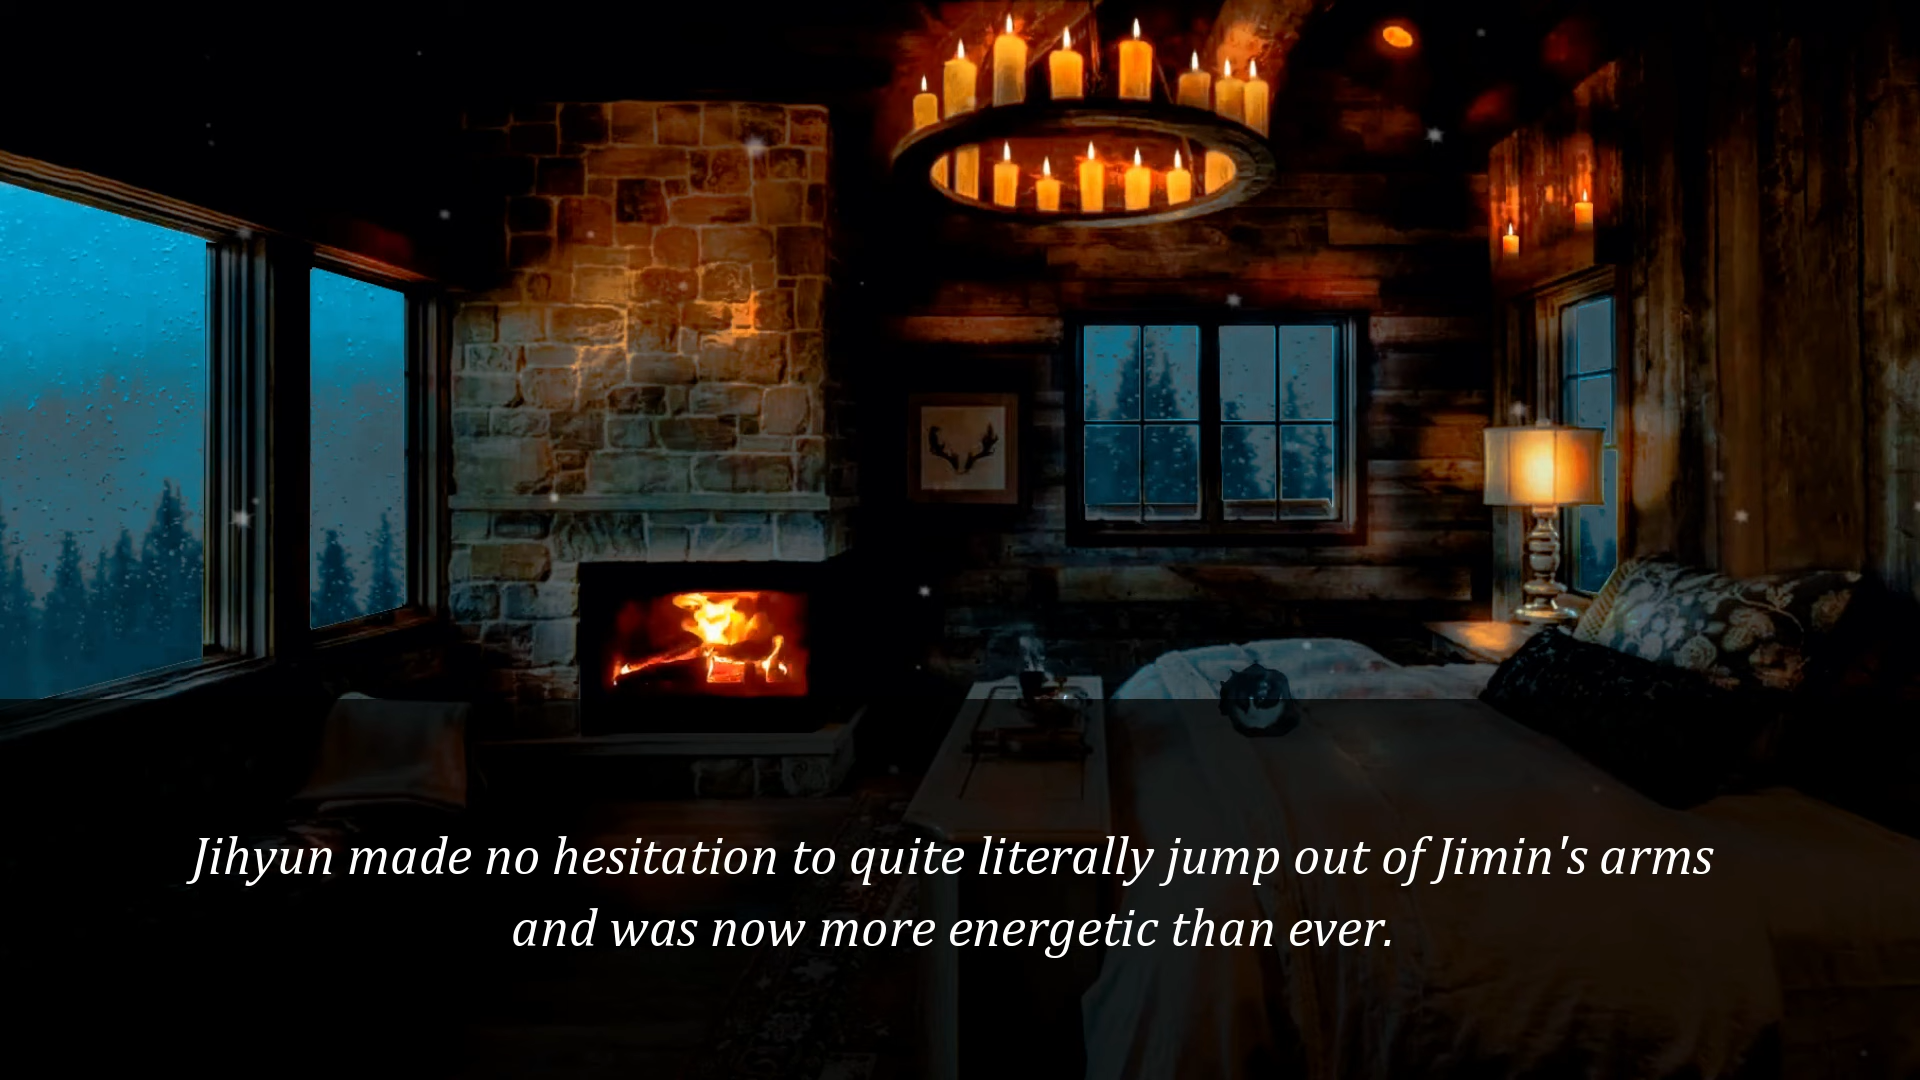 Jihyun made no hesitation to quite literally jump out of Jimin's arms
and was now more energetic than ever.